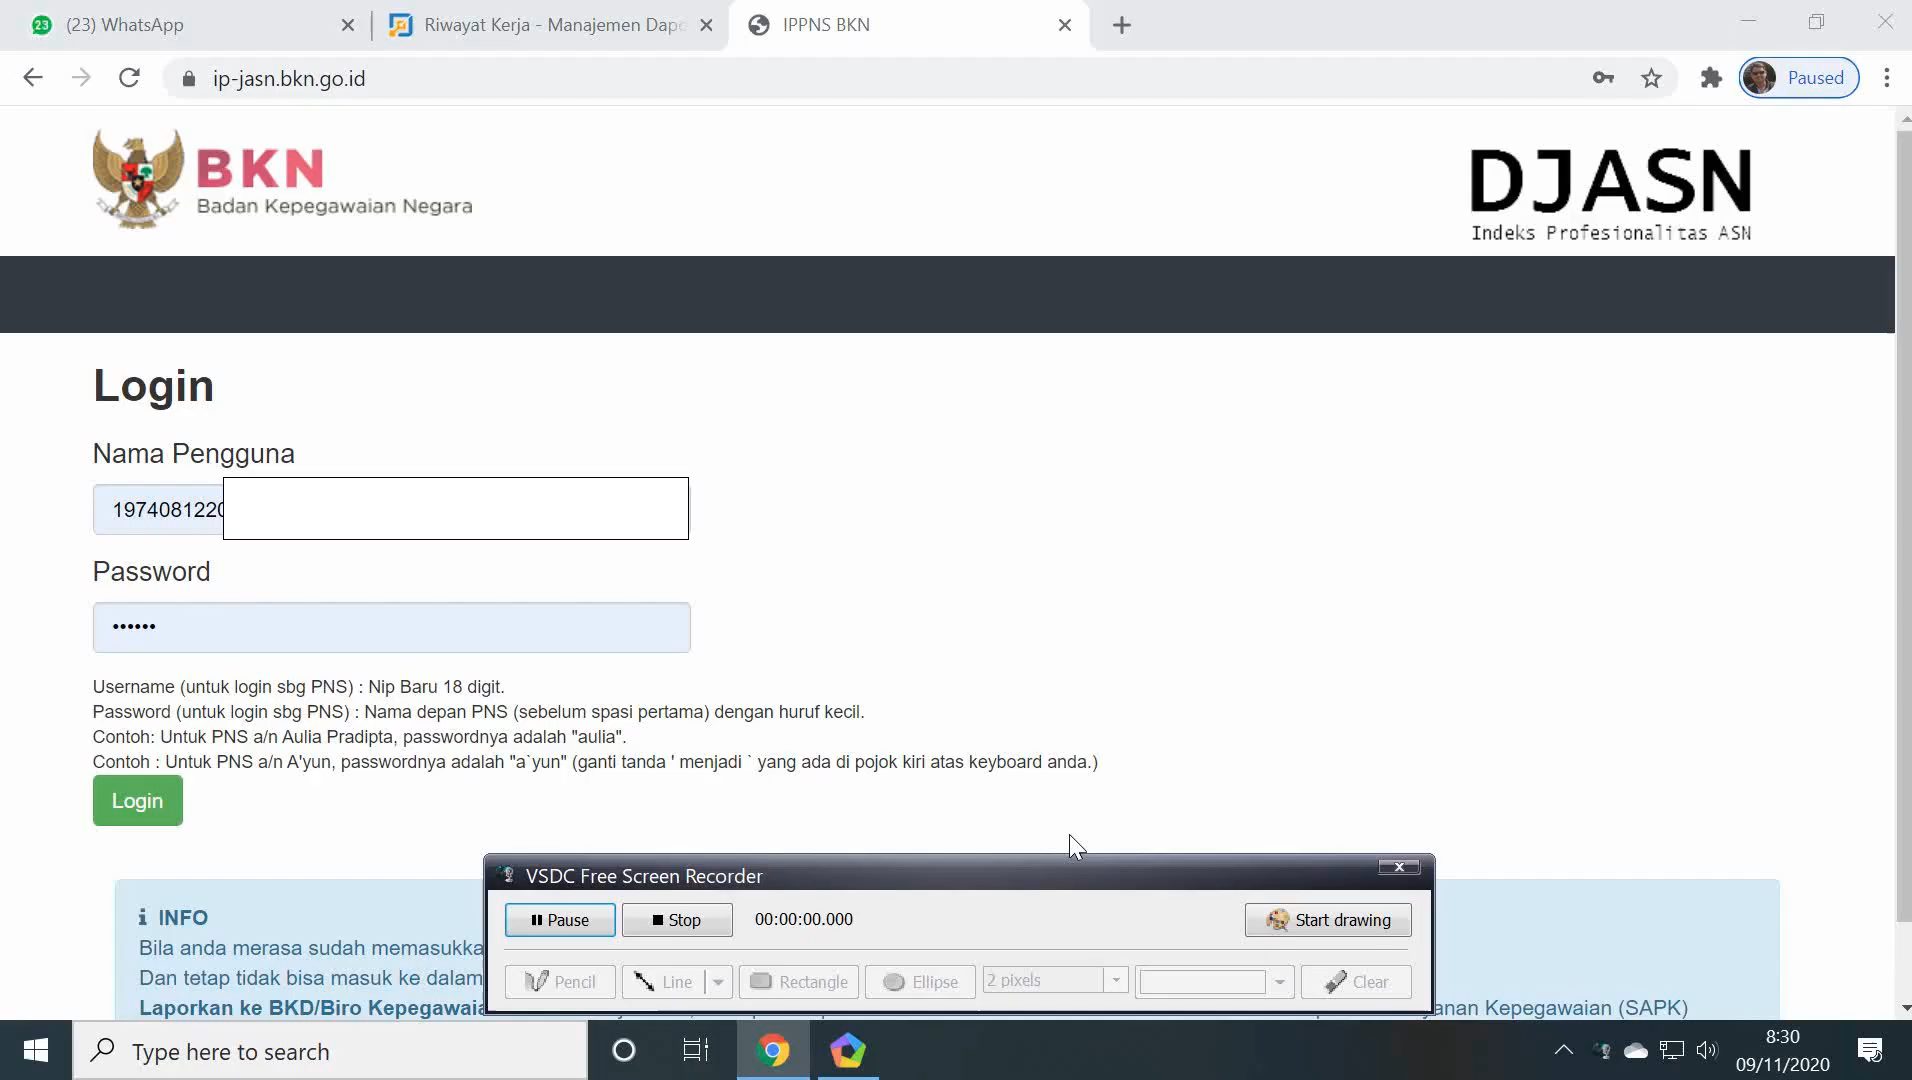 (23) WhatsApp
Riwayat Kerja - Manajemen Dap
IPPNS BKN
ip-jasn.bkn.go.id
Paused
BKN
Badan Kepegawaian Negara
DJASN
Indeks Profesionalitas ASN
Login
Nama Pengguna
1974081220
Password
••••••
Username (untuk login sbg PNS) : Nip Baru 18 digit.
Password (untuk login sbg PNS) : Nama depan PNS (sebelum spasi pertama) dengan huruf kecil.
Contoh: Untuk PNS a/n Aulia Pradipta, passwordnya adalah "aulia".
Contoh : Untuk PNS a/n A'yun, passwordnya adalah "a`yun" (ganti tanda ' menjadi ` yang ada di pojok kiri atas keyboard anda.)
Login
INFO
Bila anda merasa sudah memasukka
Dan tetap tidak bisa masuk ke dalam
Laporkan ke BKD/Biro Kepegawaia
yanan Kepegawaian (SAPK)
VSDC Free Screen Recorder
Pause
Stop
00:00:00.000
Start drawing
Pencil
Line
Rectangle
Ellipse
2 pixels
Clear
Type here to search
8:30
09/11/2020